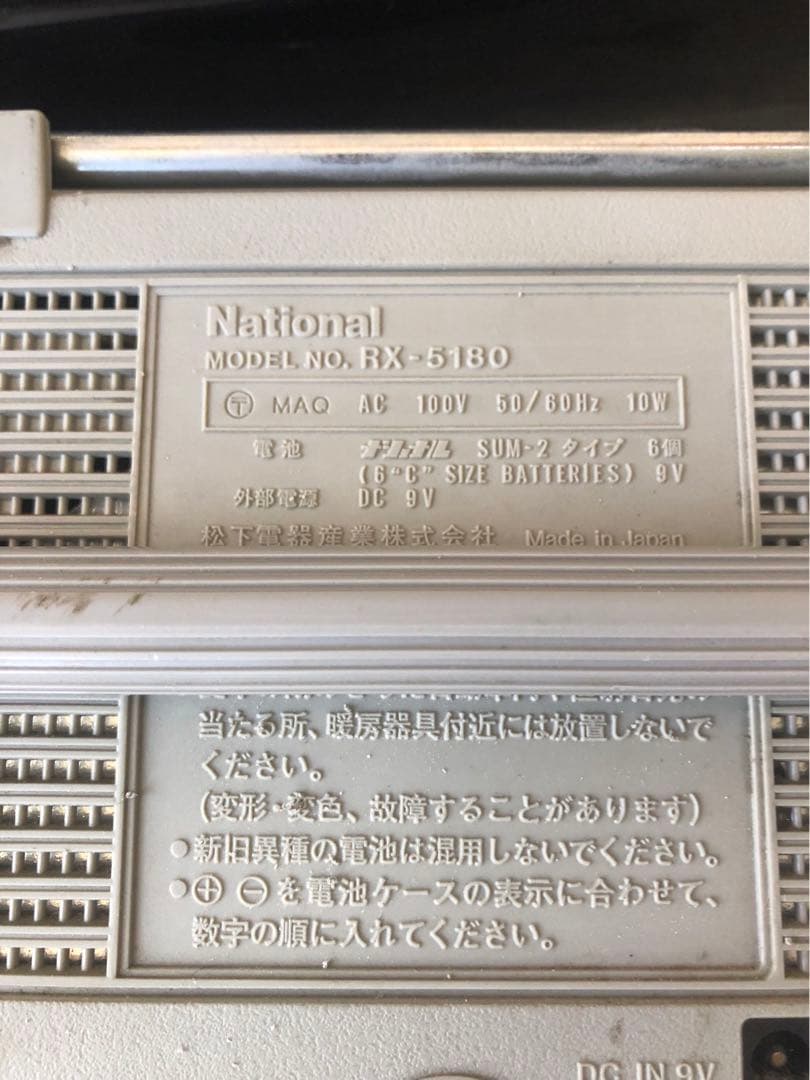 National
MODEL NO. RX-5180
〒 MAQ AC 100V 50/60Hz 10W
電池 ナショナル SUM-2 タイプ 6個
(6"C" SIZE BATTERIES) 9V
外部電源 DC 9V
松下電器産業株式会社 Made in Japan
当たる所、暖房器具付近には放置しないで
ください。
(変形・変色、故障することがあります)
●新旧異種の電池は混用しないでください。
●⊕ ⊖を電池ケースの表示に合わせて、
数字の順に入れてください。
DC IN 9V